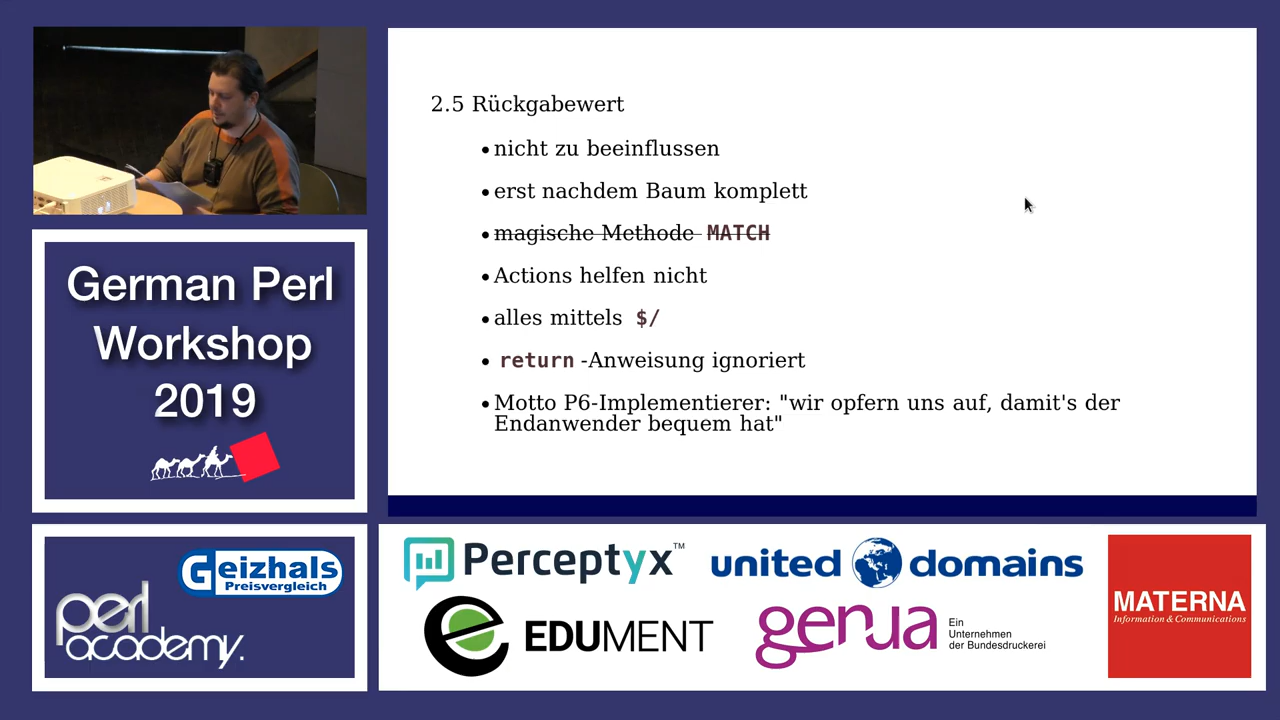 2.5 Rückgabewert
•nicht zu beeinflussen
•erst nachdem Baum komplett
•magische Methode MATCH
•Actions helfen nicht
•alles mittels $/
• return -Anweisung ignoriert
•Motto P6-Implementierer: "wir opfern uns auf, damit's der
Endanwender bequem hat"
German Perl
Workshop
2019
Geizhals
Preisvergleich
perl
academy.
Perceptyx™
united domains
EDUMENT
genua
Ein
Unternehmen
der Bundesdruckerei
MATERNA
Information & Communications